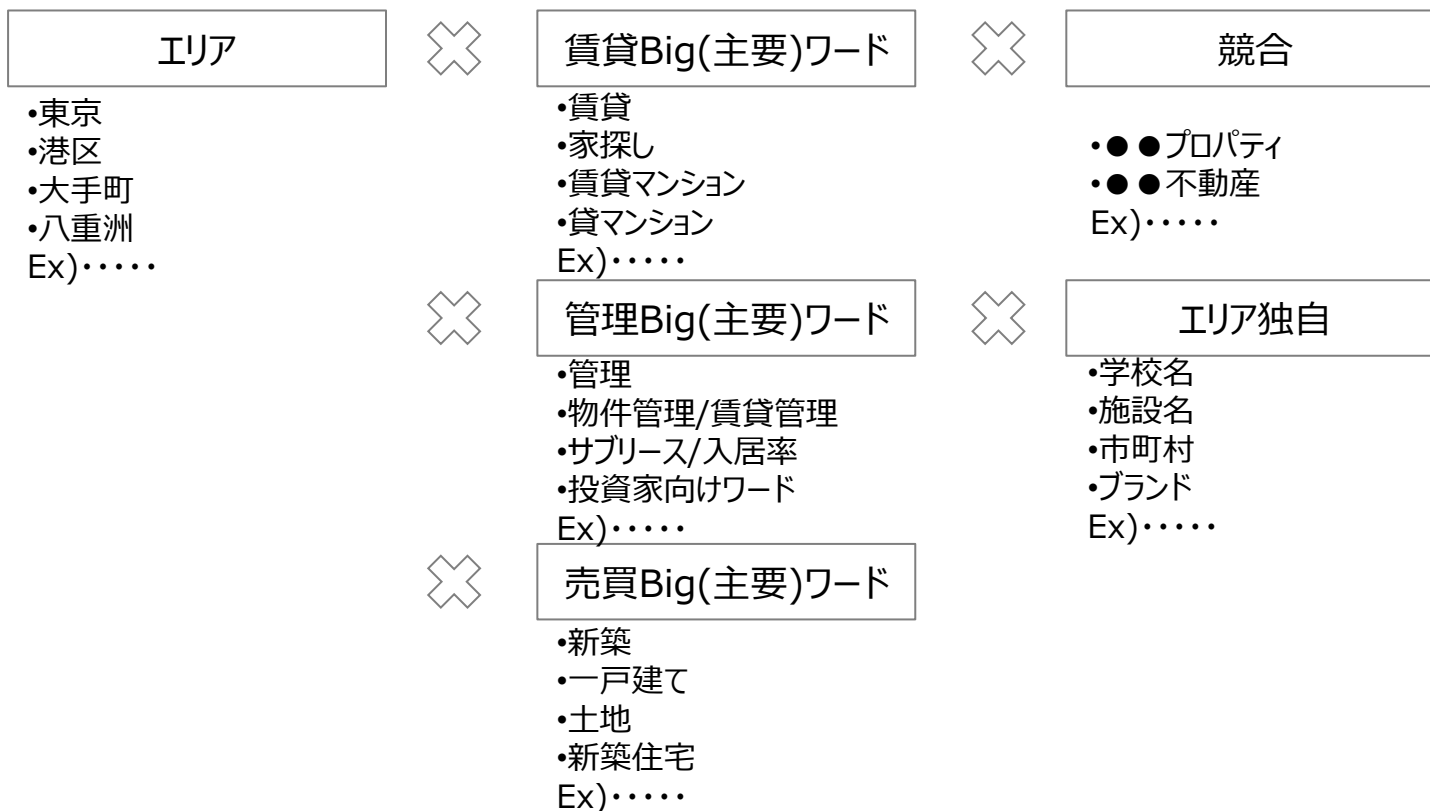 エリア
•東京
•港区
•大手町
•八重洲
Ex)・・・・・
賃貸Big(主要)ワード
•賃貸
•家探し
•賃貸マンション
•貸マンション
Ex)・・・・・
競合
•●●プロパティ
•●●不動産
Ex)・・・・・
管理Big(主要)ワード
•管理
•物件管理/賃貸管理
•サブリース/入居率
•投資家向けワード
Ex)・・・・・
エリア独自
•学校名
•施設名
•市町村
•ブランド
Ex)・・・・・
売買Big(主要)ワード
•新築
•一戸建て
•土地
•新築住宅
Ex)・・・・・